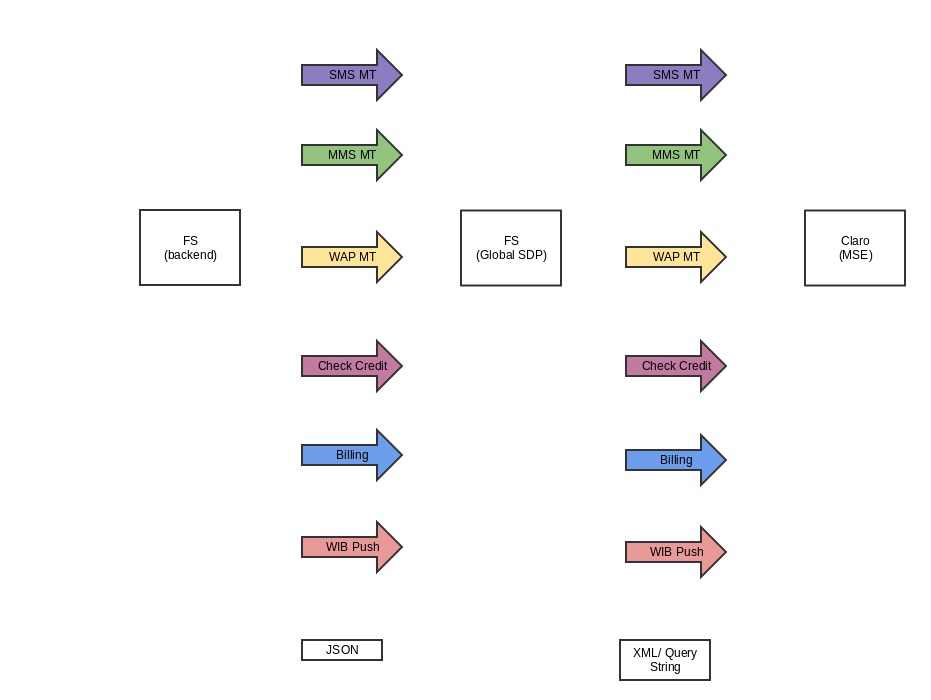 SMS MT
SMS MT
MMS MT
MMS MT
FS
(backend)
WAP MT
FS
(Global SDP)
WAP MT
Claro
(MSE)
Check Credit
Check Credit
Billing
Billing
WIB Push
WIB Push
JSON
XML/ Query
String